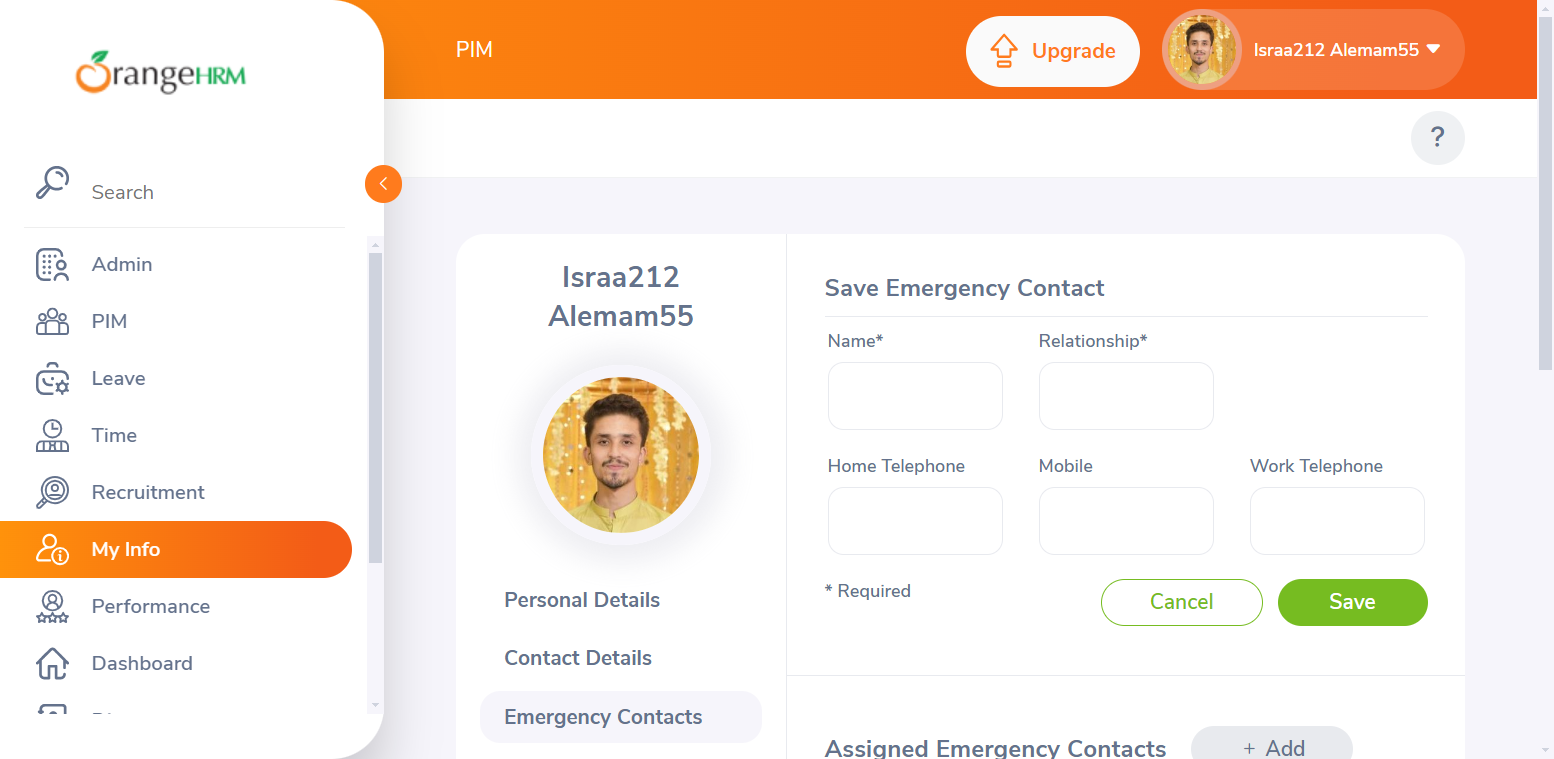 OrangeHRM
PIM
Upgrade
Israa212 Alemam55
?
Search
Admin
PIM
Leave
Time
Recruitment
My Info
Performance
Dashboard
Israa212
Alemam55
Personal Details
Contact Details
Emergency Contacts
Save Emergency Contact
Name* Relationship*
Home Telephone Mobile Work Telephone
* Required Cancel Save
Assigned Emergency Contacts + Add